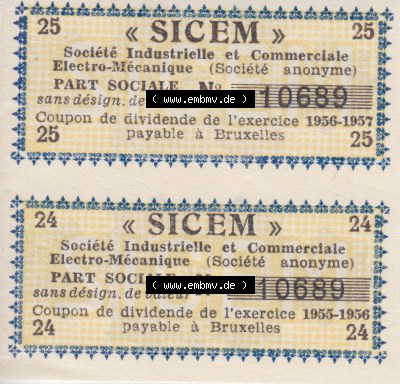 25 « SICEM » 25
Société Industrielle et Commerciale
Electro-Mécanique (Société anonyme)
PART SOCIALE No 10689
sans désign. de
( www.embmv.de )
Coupon de dividende de l'exercice 1956-1957
25 payable à Bruxelles 25
24 « SICEM » 24
Société Industrielle et Commerciale
Electro-Mécanique (Société anonyme)
PART SOCIALE 10689
sans désign. de valeur
( www.embmv.de )
Coupon de dividende de l'exercice 1955-1956
24 payable à Bruxelles 24